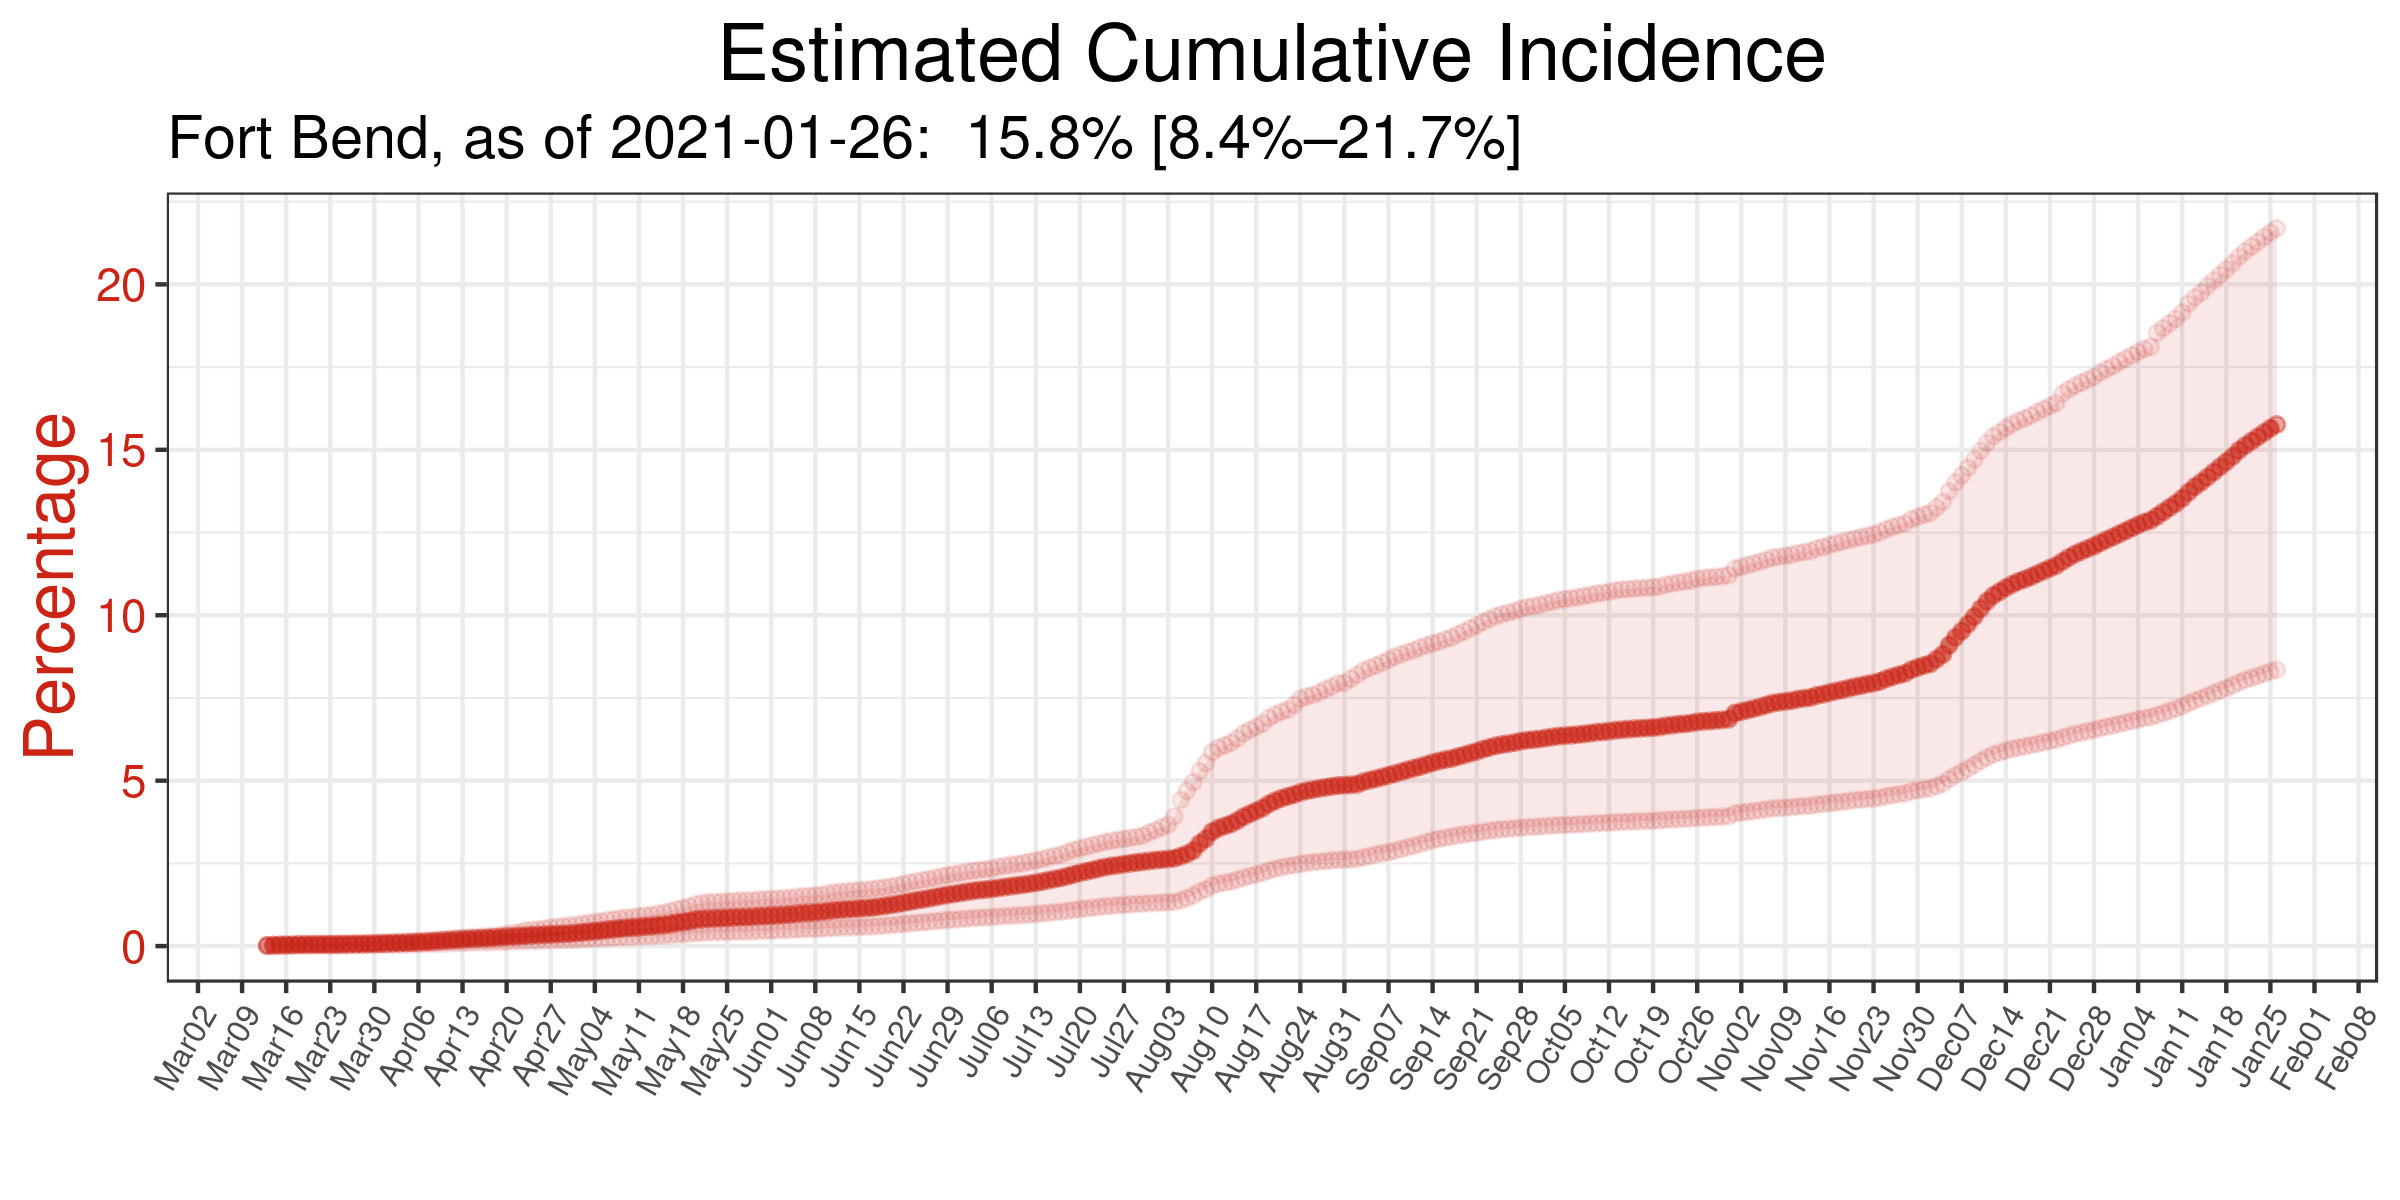 Estimated Cumulative Incidence
Fort Bend, as of 2021-01-26:  15.8% [8.4%–21.7%]
Percentage
20
15
10
5
0
Mar02
Mar09
Mar16
Mar23
Mar30
Apr06
Apr13
Apr20
Apr27
May04
May11
May18
May25
Jun01
Jun08
Jun15
Jun22
Jun29
Jul06
Jul13
Jul20
Jul27
Aug03
Aug10
Aug17
Aug24
Aug31
Sep07
Sep14
Sep21
Sep28
Oct05
Oct12
Oct19
Oct26
Nov02
Nov09
Nov16
Nov23
Nov30
Dec07
Dec14
Dec21
Dec28
Jan04
Jan11
Jan18
Jan25
Feb01
Feb08